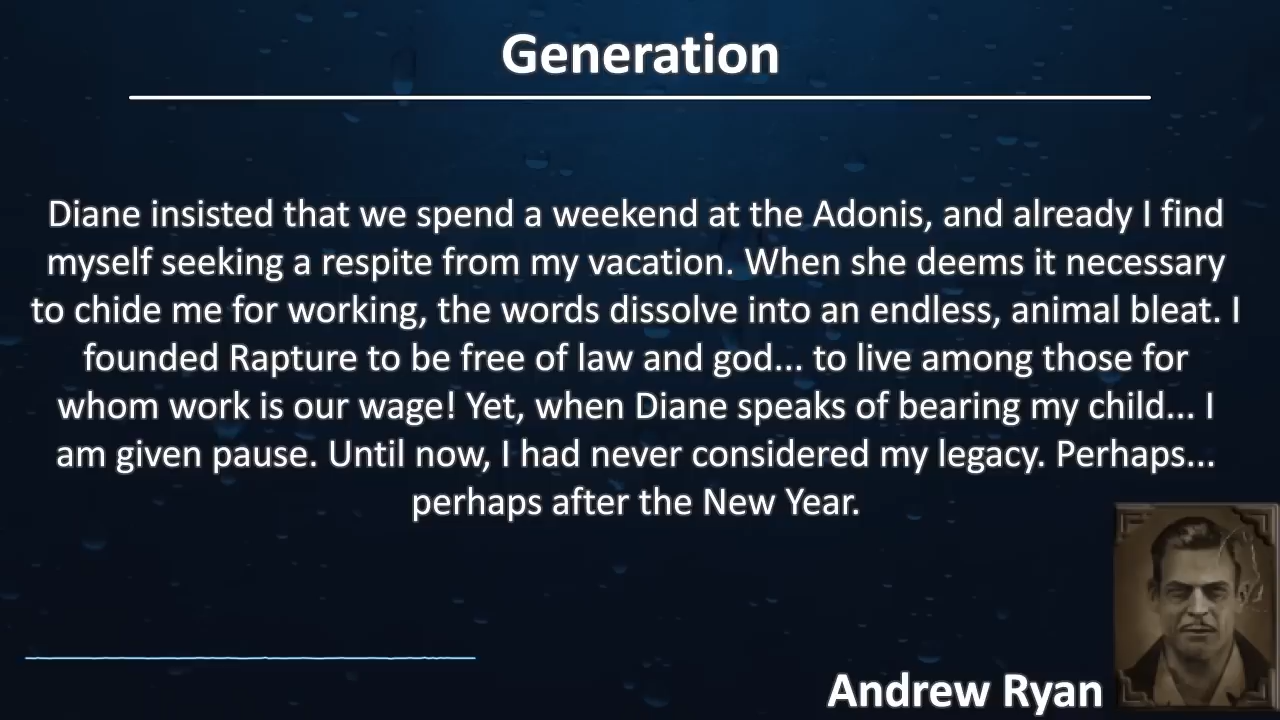 Generation
Diane insisted that we spend a weekend at the Adonis, and already I find
myself seeking a respite from my vacation. When she deems it necessary
to chide me for working, the words dissolve into an endless, animal bleat. I
founded Rapture to be free of law and god... to live among those for
whom work is our wage! Yet, when Diane speaks of bearing my child... I
am given pause. Until now, I had never considered my legacy. Perhaps...
perhaps after the New Year.
Andrew Ryan